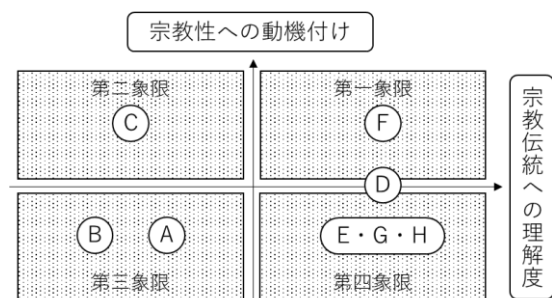 宗教性への動機付け
第二象限
第一象限
C
F
宗教伝統への理解度
D
B
A
E・G・H
第三象限
第四象限